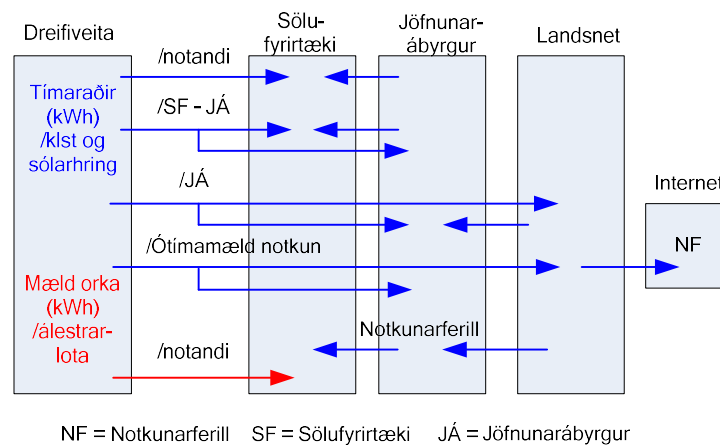 Dreifiveita
Sölu-
fyrirtæki
Jöfnunar-
ábyrgur
Landsnet
/notandi
Tímaraðir
(kWh)
/klst og
sólarhring
/SF - JÁ
/JÁ
Internet
NF
/Ótímamæld notkun
Mæld orka
(kWh)
/álestrar-
lota
Notkunarferill
/notandi
NF = Notkunarferill SF = Sölufyrirtæki JÁ = Jöfnunarábyrgur